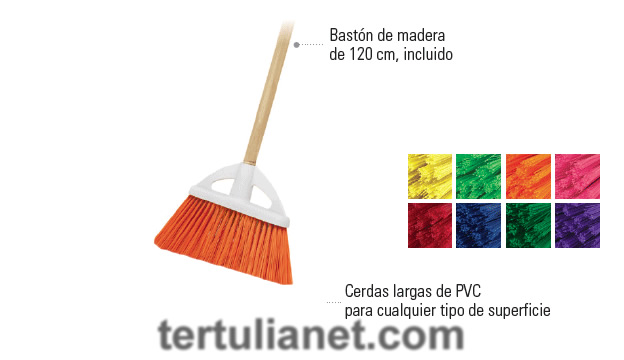 Bastón de madera
de 120 cm, incluido
Cerdas largas de PVC
para cualquier tipo de superficie
tertulianet.com